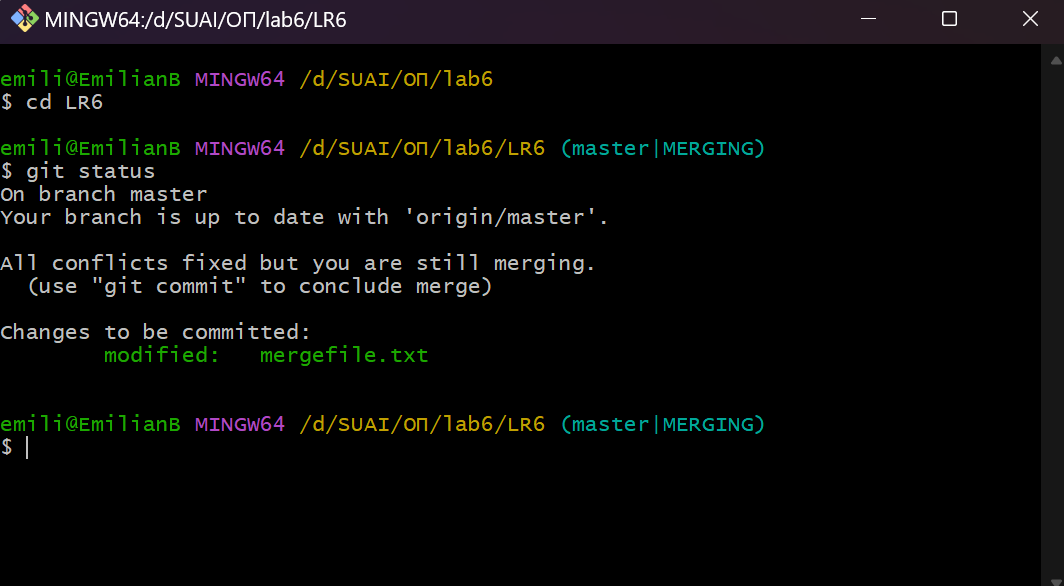 MINGW64:/d/SUAI/ОП/lab6/LR6
emili@EmilianB MINGW64 /d/SUAI/ОП/lab6
$ cd LR6
emili@EmilianB MINGW64 /d/SUAI/ОП/lab6/LR6 (master|MERGING)
$ git status
On branch master
Your branch is up to date with 'origin/master'.
All conflicts fixed but you are still merging.
  (use "git commit" to conclude merge)
Changes to be committed:
        modified:   mergefile.txt
emili@EmilianB MINGW64 /d/SUAI/ОП/lab6/LR6 (master|MERGING)
$